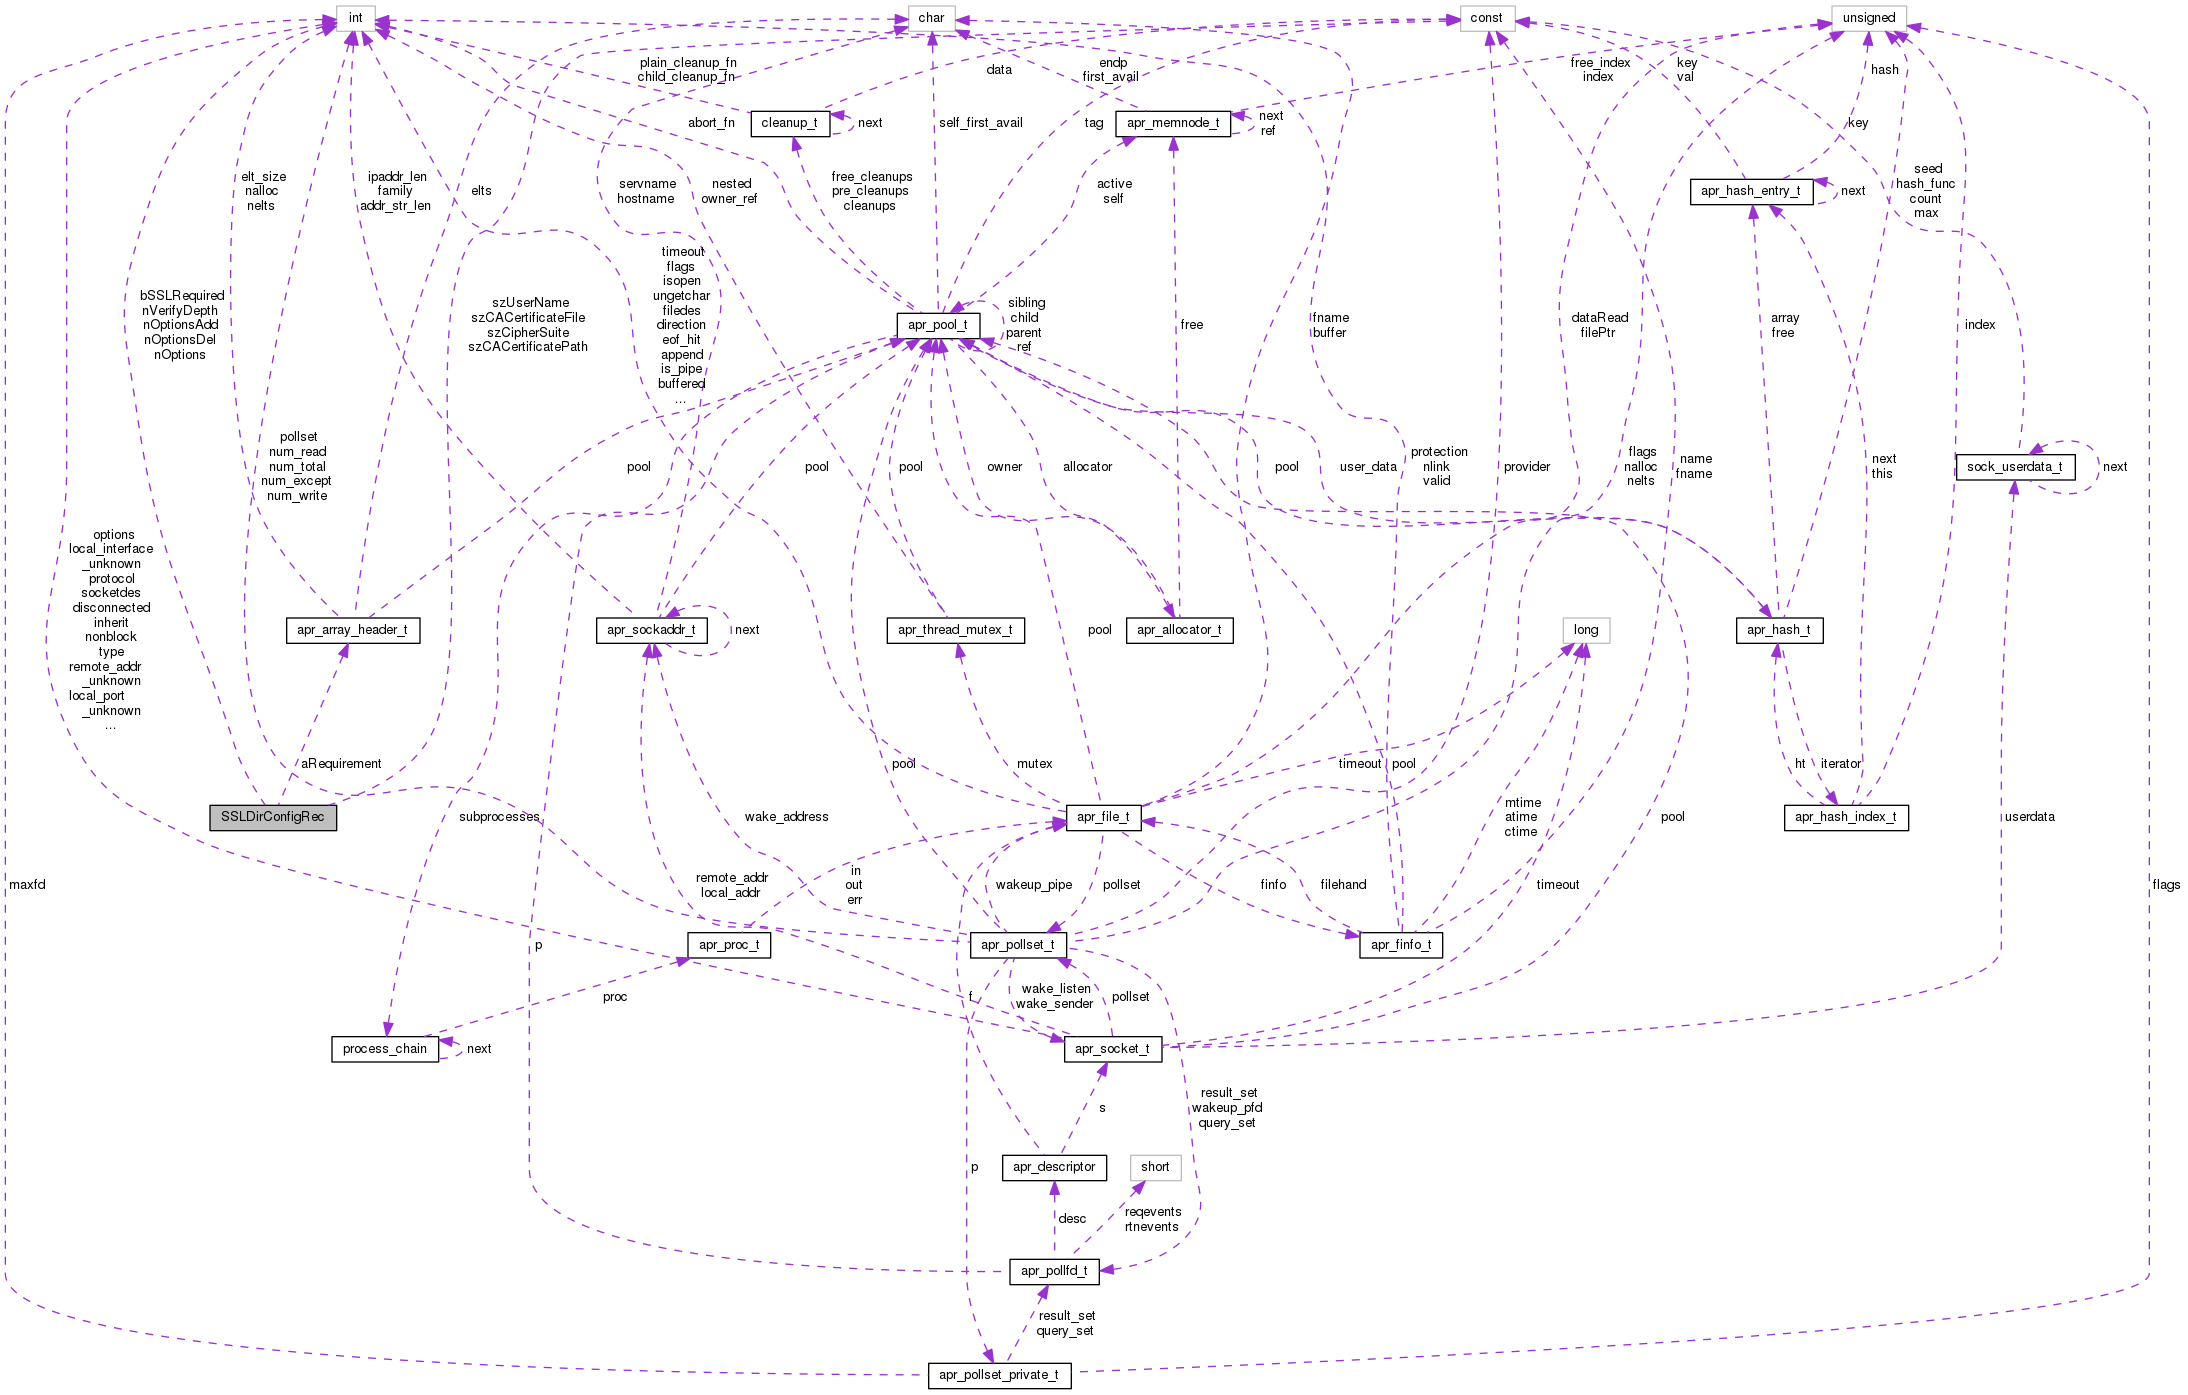 int
char
const
unsigned
plain_cleanup_fn
child_cleanup_fn
data
endp
first_avail
free_index
index
key
val
hash
cleanup_t
next
apr_memnode_t
next
ref
abort_fn
self_first_avail
tag
key
elt_size
nalloc
nelts
ipaddr_len
family
addr_str_len
elts
servname
hostname
nested
owner_ref
free_cleanups
pre_cleanups
cleanups
active
self
apr_hash_entry_t
next
seed
hash_func
count
max
bSSLRequired
nVerifyDepth
nOptionsAdd
nOptionsDel
nOptions
szUserName
szCACertificateFile
szCipherSuite
szCACertificatePath
timeout
flags
isopen
ungetchar
filedes
direction
eof_hit
append
is_pipe
buffered
...
apr_pool_t
sibling
child
parent
ref
free
fname
buffer
dataRead
filePtr
array
free
index
pollset
num_read
num_total
num_except
num_write
pool
pool
pool
owner
allocator
pool
user_data
protection
nlink
valid
provider
flags
nalloc
nelts
name
fname
next
this
sock_userdata_t
next
options
local_interface
_unknown
protocol
socketdes
disconnected
inherit
nonblock
type
remote_addr
_unknown
local_port
_unknown
...
apr_array_header_t
apr_sockaddr_t
next
apr_thread_mutex_t
pool
apr_allocator_t
long
apr_hash_t
aRequirement
pool
mutex
timeout
pool
ht
iterator
SSLDirConfigRec
subprocesses
wake_address
apr_file_t
mtime
atime
ctime
pool
apr_hash_index_t
userdata
maxfd
remote_addr
local_addr
in
out
err
wakeup_pipe
pollset
finfo
filehand
timeout
flags
p
apr_proc_t
apr_pollset_t
apr_finfo_t
proc
f
wake_listen
wake_sender
pollset
process_chain
next
apr_socket_t
s
result_set
wakeup_pfd
query_set
p
apr_descriptor
short
desc
reqevents
rtnevents
apr_pollfd_t
result_set
query_set
apr_pollset_private_t